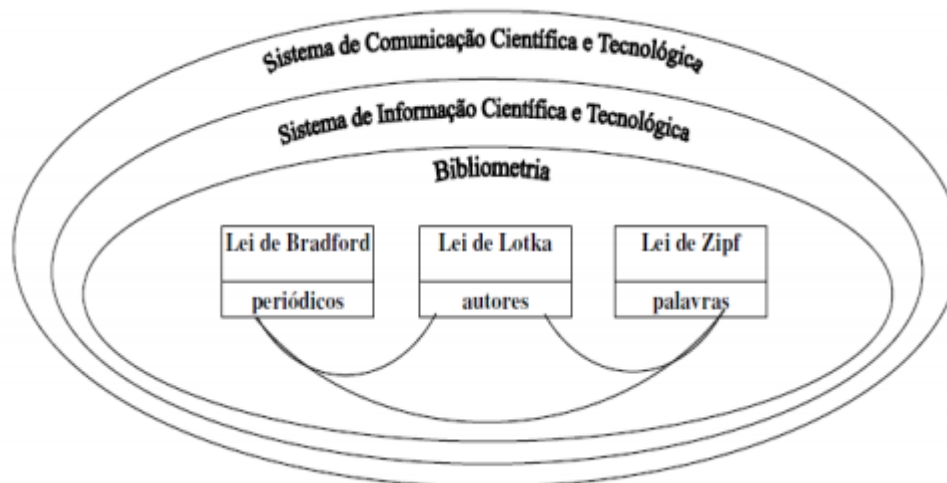 Sistema de Comunicação Científica e Tecnológica
Sistema de Informação Científica e Tecnológica
Bibliometria
Lei de Bradford
periódicos
Lei de Lotka
autores
Lei de Zipf
palavras